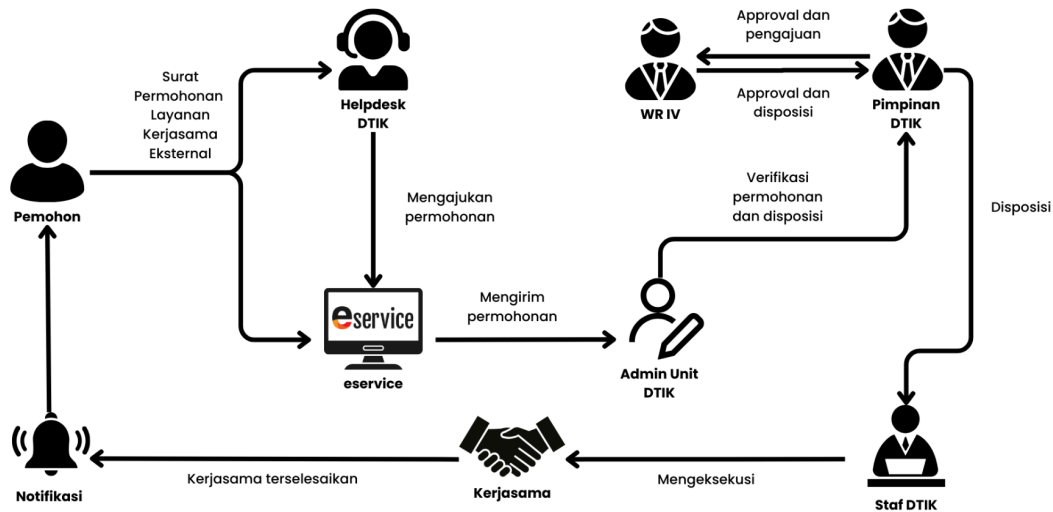 Surat
Permohonan
Layanan
Kerjasama
Eksternal
Pemohon
Helpdesk
DTIK
Mengajukan
permohonan
eservice
eservice
Mengirim
permohonan
Admin Unit
DTIK
Verifikasi
permohonan
dan disposisi
WR IV
Approval dan
pengajuan
Approval dan
disposisi
Pimpinan
DTIK
Disposisi
Staf DTIK
Mengeksekusi
Kerjasama
Kerjasama terselesaikan
Notifikasi